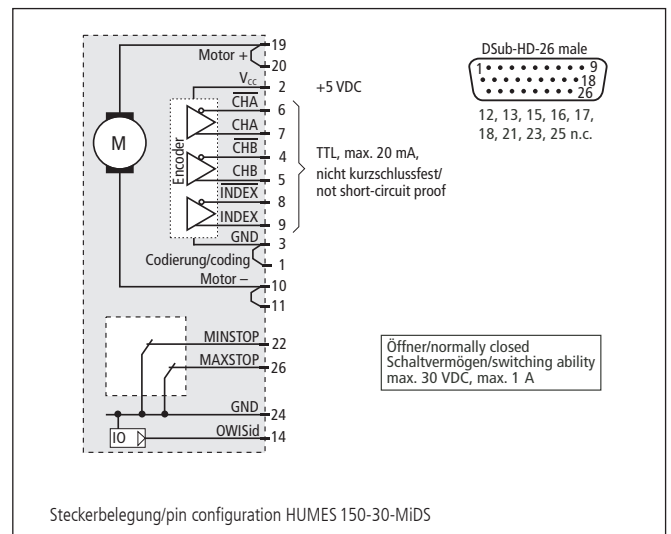 Motor +
19
20
V_CC
2
+5 VDC
CHA
6
CHA
7
CHB
4
CHB
5
INDEX
8
INDEX
9
GND
3
Codierung/coding
1
Motor –
10
11
M
Encoder
TTL, max. 20 mA,
nicht kurzschlussfest/
not short-circuit proof
DSub-HD-26 male
1
9
18
26
12, 13, 15, 16, 17,
18, 21, 23, 25 n.c.
MINSTOP
22
MAXSTOP
26
GND
24
OWISid
14
IO
Öffner/normally closed
Schaltvermögen/switching ability
max. 30 VDC, max. 1 A
Steckerbelegung/pin configuration HUMES 150-30-MiDS